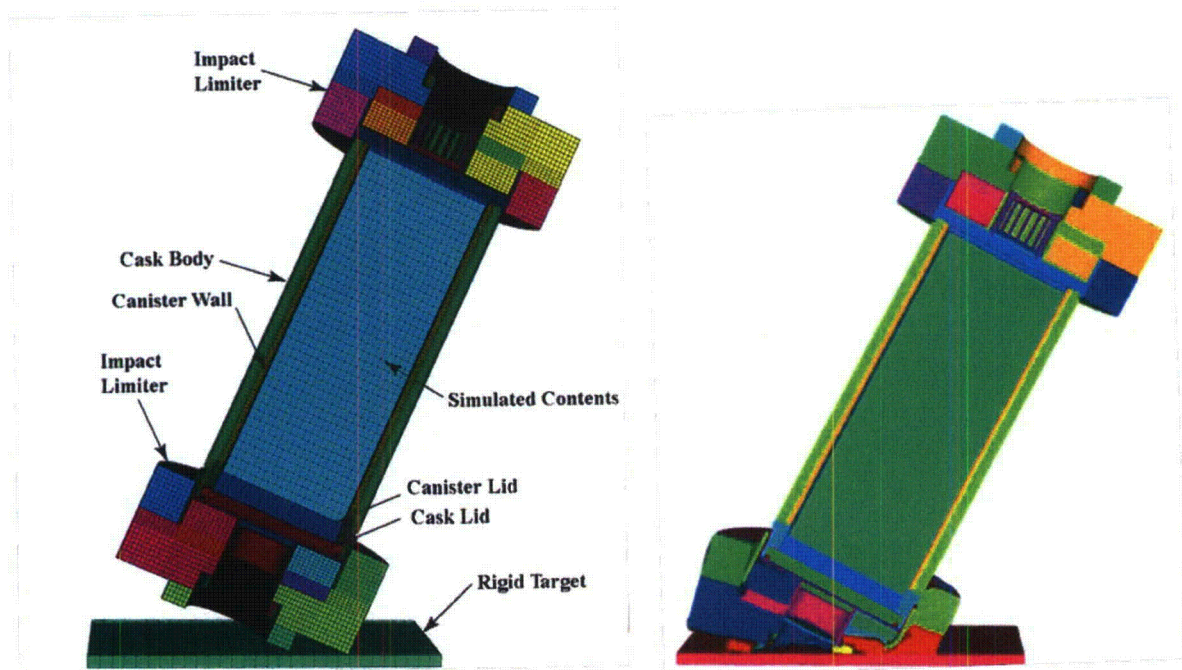 Impact
Limiter
Cask Body
Canister Wall
Impact
Limiter
Simulated Contents
Canister Lid
Cask Lid
Rigid Target